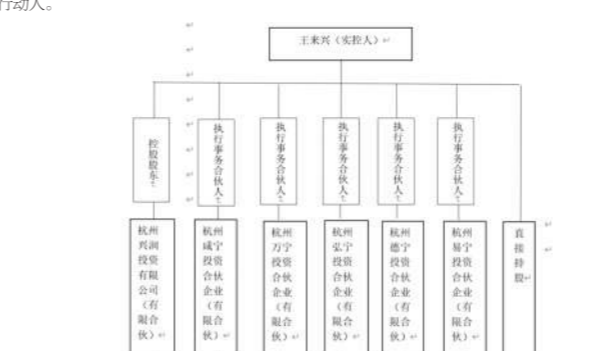 行动人。
王来兴（实控人）
控股股东
执行事务合伙人
执行事务合伙人
执行事务合伙人
执行事务合伙人
执行事务合伙人
杭州
兴润
投资
有限
公司
（有
限合
伙）
杭州
咸宁
投资
合伙
企业
（有
限合
伙）
杭州
万宁
投资
合伙
企业
（有
限合
伙）
杭州
弘宁
投资
合伙
企业
（有
限合
伙）
杭州
德宁
投资
合伙
企业
（有
限合
伙）
杭州
易宁
投资
合伙
企业
（有
限合
伙）
直接持股